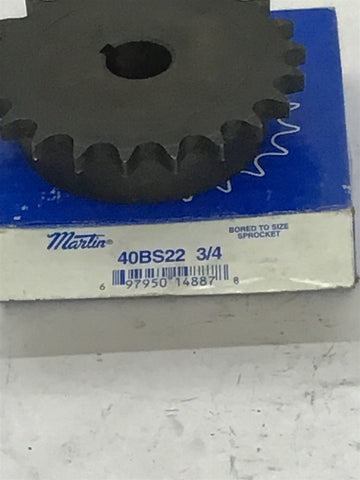 Martin®
BORED TO SIZE
SPROCKET
40BS22 3/4
6 97950 14887 8